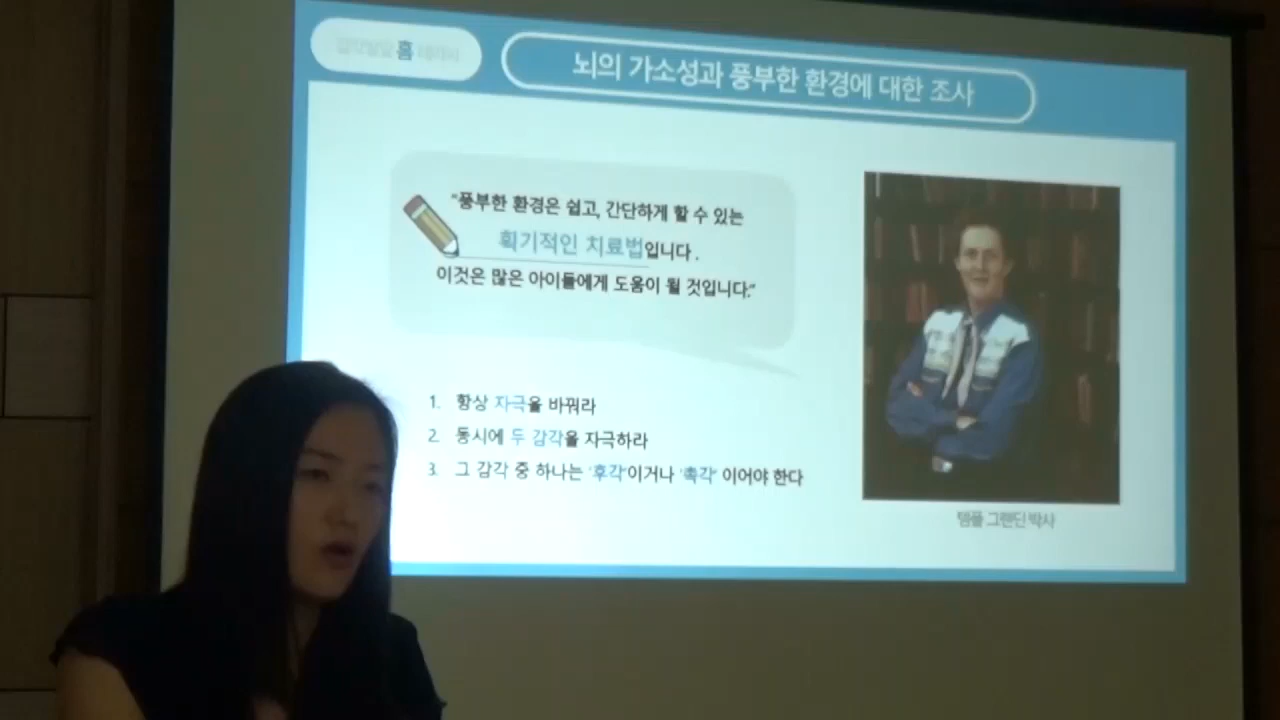 홈
뇌의 가소성과 풍부한 환경에 대한 조사
“풍부한 환경은 쉽고, 간단하게 할 수 있는
획기적인 치료법입니다.
이것은 많은 아이들에게 도움이 될 것입니다.”
1. 항상 자극을 바꿔라
2. 동시에 두 감각을 자극하라
3. 그 감각 중 하나는 '후각'이거나 '촉각' 이어야 한다
템플 그랜딘 박사